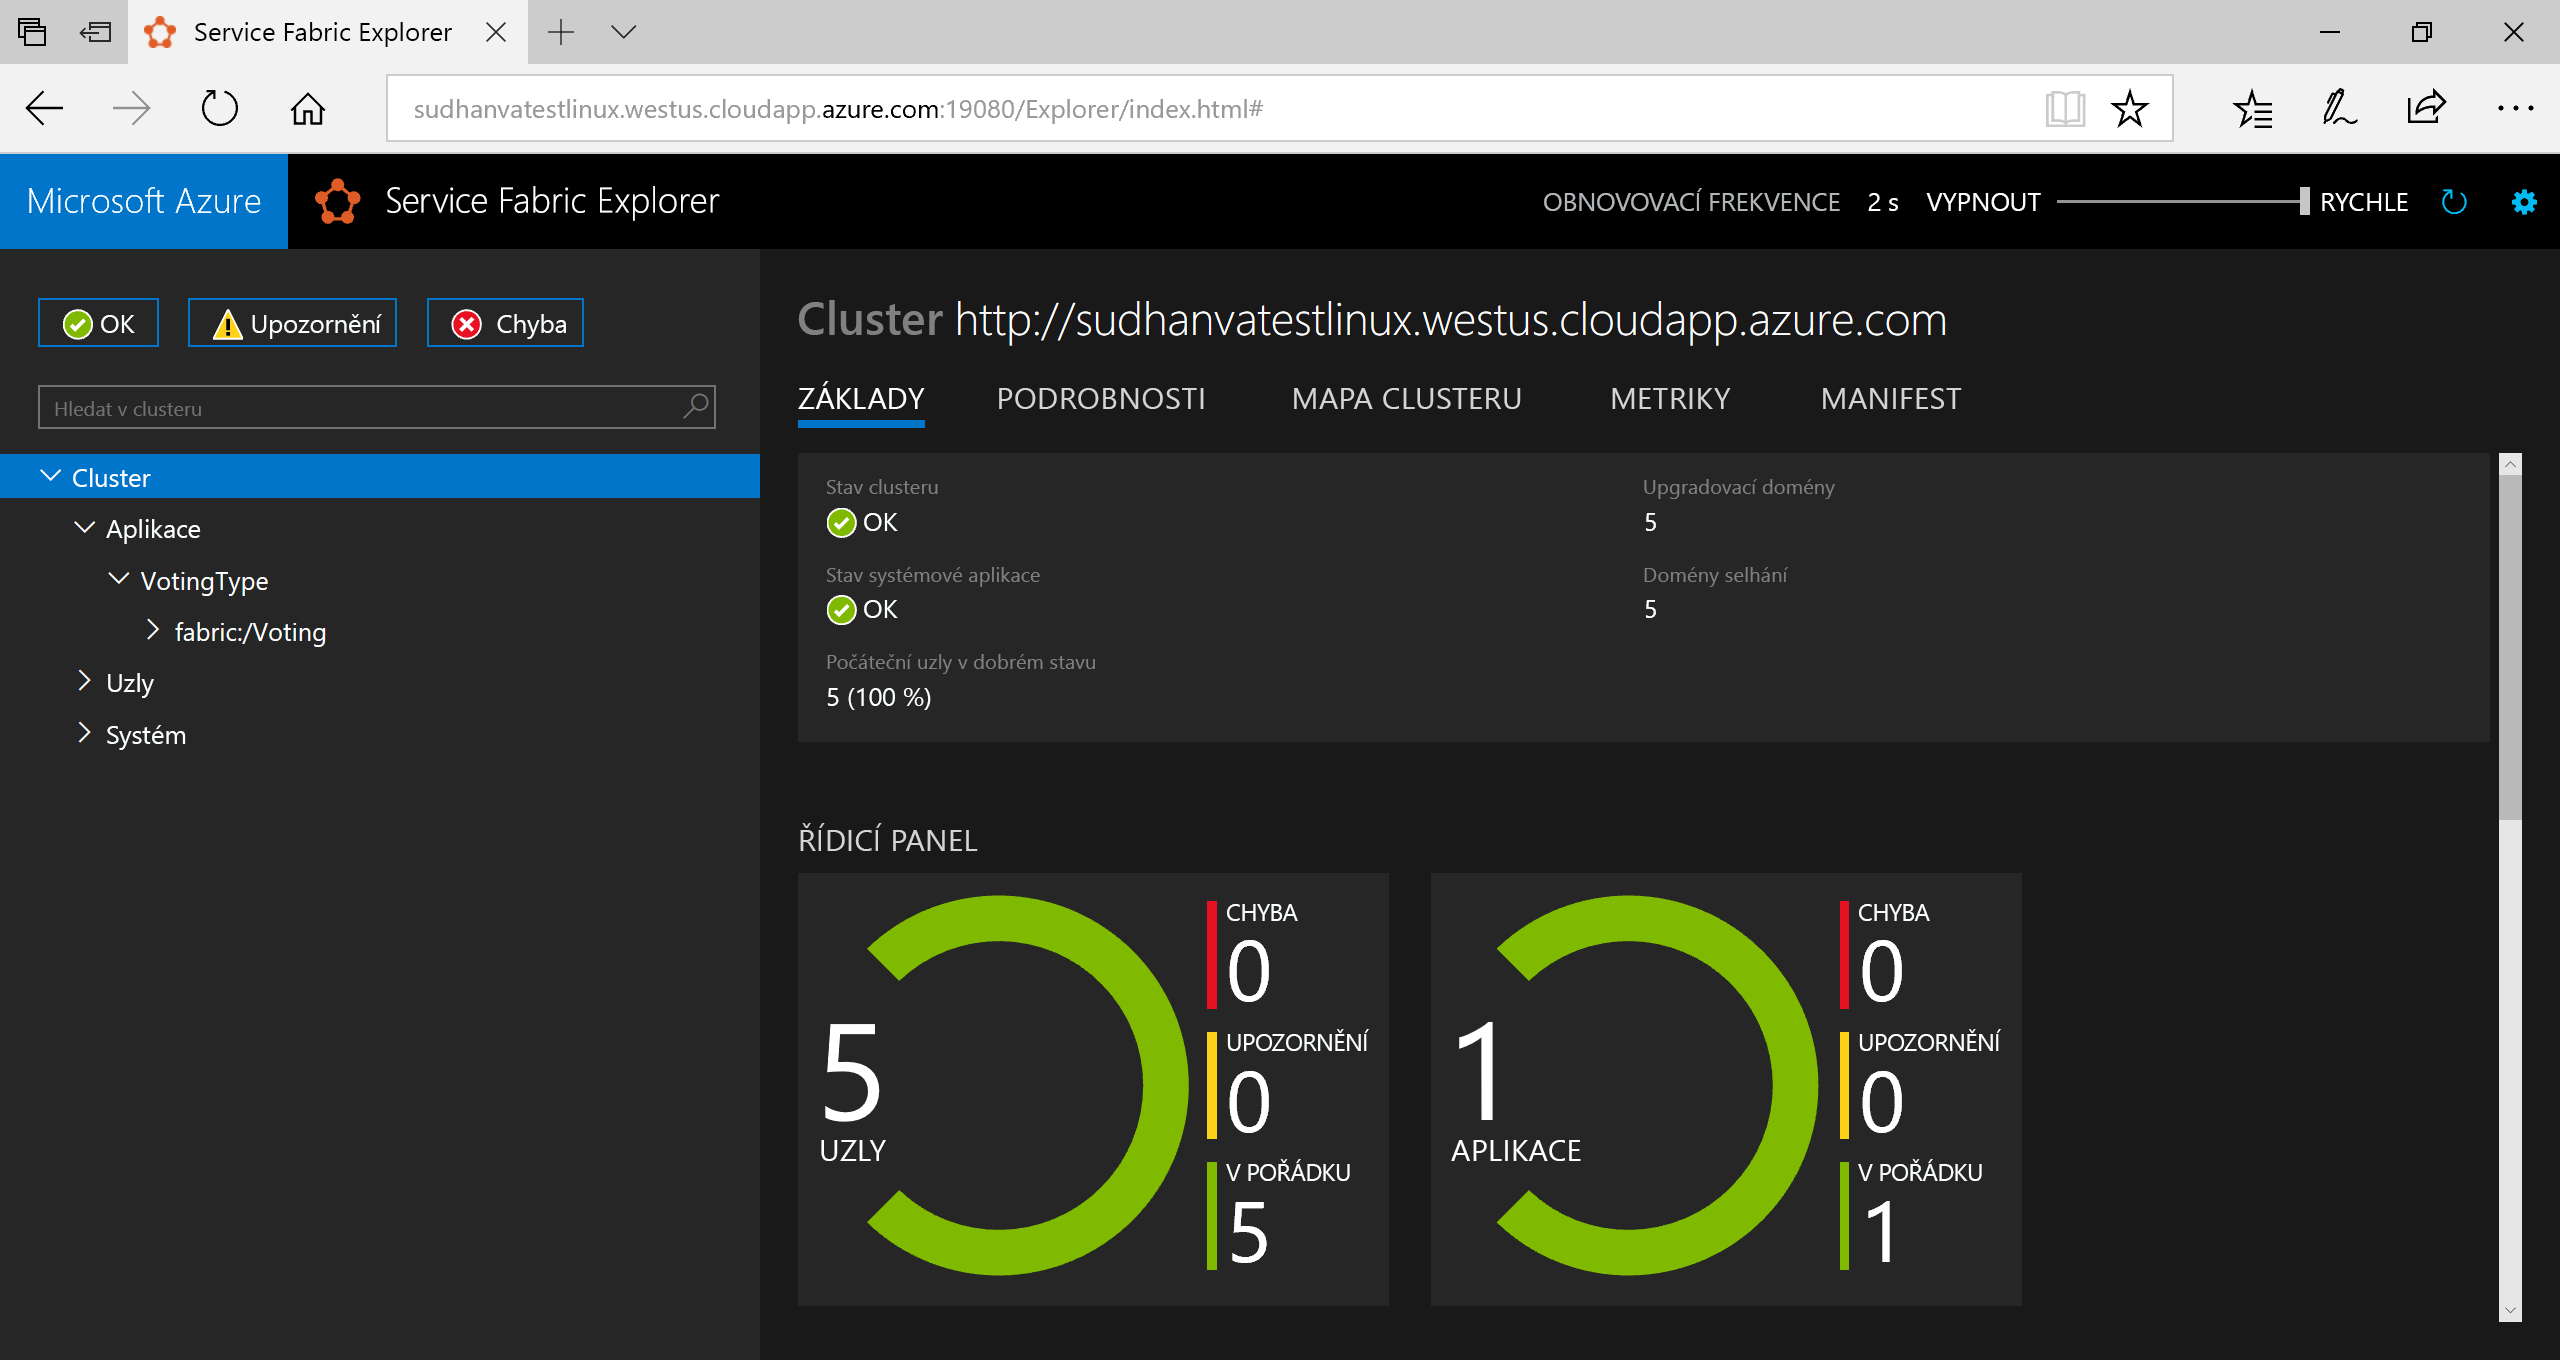 Service Fabric Explorer
sudhanvatestlinux.westus.cloudapp.azure.com:19080/Explorer/index.html#
Microsoft Azure
Service Fabric Explorer
OBNOVOVACÍ FREKVENCE 2 s VYPNOUT RYCHLE
OK
Upozornění
Chyba
Hledat v clusteru
Cluster
Aplikace
VotingType
fabric:/Voting
Uzly
Systém
Cluster http://sudhanvatestlinux.westus.cloudapp.azure.com
ZÁKLADY PODROBNOSTI MAPA CLUSTERU METRIKY MANIFEST
Stav clusteru
OK
Upgradovací domény
5
Stav systémové aplikace
OK
Domény selhání
5
Počáteční uzly v dobrém stavu
5 (100 %)
ŘÍDICÍ PANEL
5
UZLY
CHYBA
0
UPOZORNĚNÍ
0
V POŘÁDKU
5
1
APLIKACE
CHYBA
0
UPOZORNĚNÍ
0
V POŘÁDKU
1